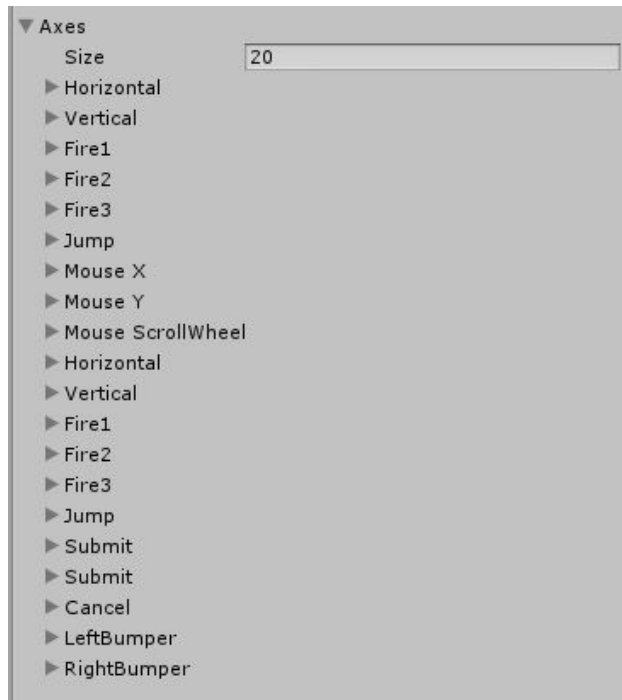 Axes
Size 20
Horizontal
Vertical
Fire1
Fire2
Fire3
Jump
Mouse X
Mouse Y
Mouse ScrollWheel
Horizontal
Vertical
Fire1
Fire2
Fire3
Jump
Submit
Submit
Cancel
LeftBumper
RightBumper